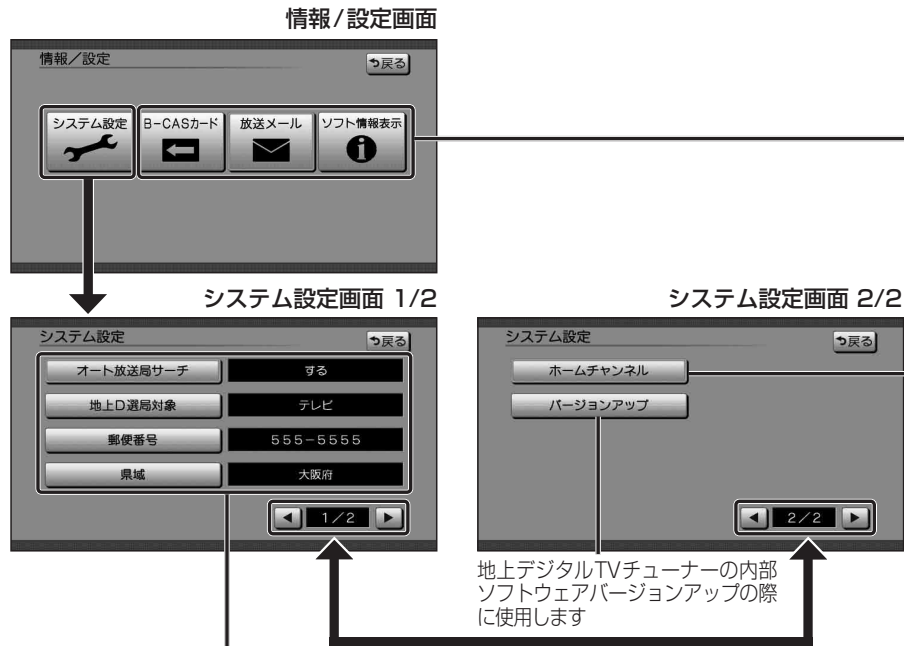 情報/設定画面
情報／設定
戻る
システム設定
B-CASカード
放送メール
ソフト情報表示
システム設定画面 1/2
システム設定
戻る
オート放送局サーチ
する
地上D選局対象
テレビ
郵便番号
555-5555
県域
大阪府
1／2
システム設定画面 2/2
システム設定
戻る
ホームチャンネル
バージョンアップ
2／2
地上デジタルTVチューナーの内部
ソフトウェアバージョンアップの際
に使用します